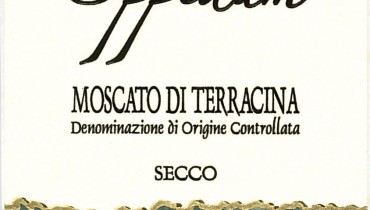 MOSCATO DI TERRACINA
Denominazione di Origine Controllata
SECCO